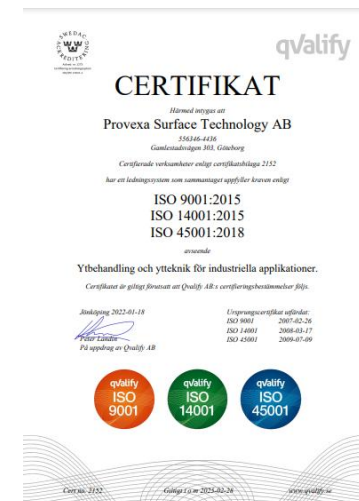 SWEDAC
ACKREDITERING
qvalify
CERTIFIKAT
Härmed intygas att
Provexa Surface Technology AB
556346-4436
Gamlestadsvägen 303, Göteborg
Certifierade verksamheter enligt certifikatsbilaga 2152
har ett ledningssystem som sammantaget uppfyller kraven enligt
ISO 9001:2015
ISO 14001:2015
ISO 45001:2018
avseende
Ytbehandling och ytteknik för industriella applikationer.
Certifikatet är giltigt förutsatt att Qvalify AB:s certifieringsbestämmelser följs.
Jönköping 2022-01-18
Peter Landin
På uppdrag av Qvalify AB
Ursprungscertifikat utfärdat:
ISO 9001 2007-02-26
ISO 14001 2008-03-17
ISO 45001 2009-07-09
qvalify
ISO
9001
qvalify
ISO
14001
qvalify
ISO
45001
Cert nr. 2152
Giltigt t o m 2025-02-26
www.qvalify.se